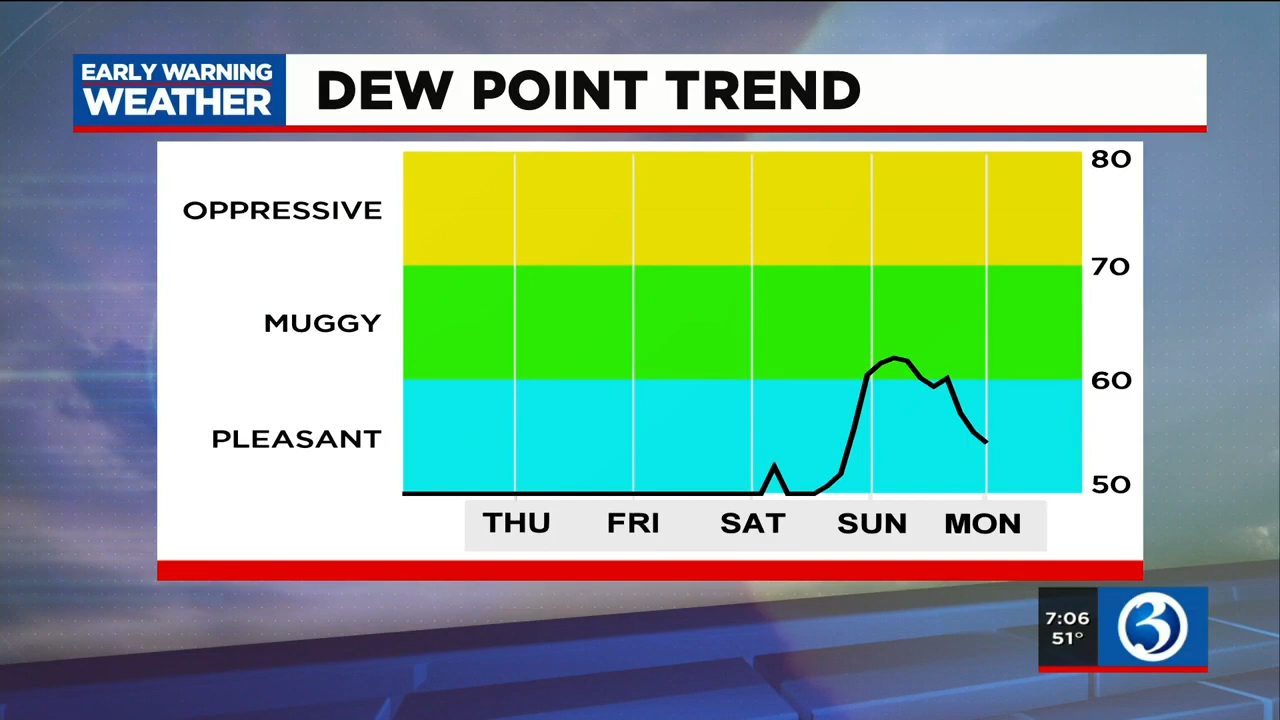 EARLY WARNING
WEATHER
DEW POINT TREND
80
OPPRESSIVE
70
MUGGY
60
PLEASANT
50
THU FRI SAT SUN MON
7:06
51°
3